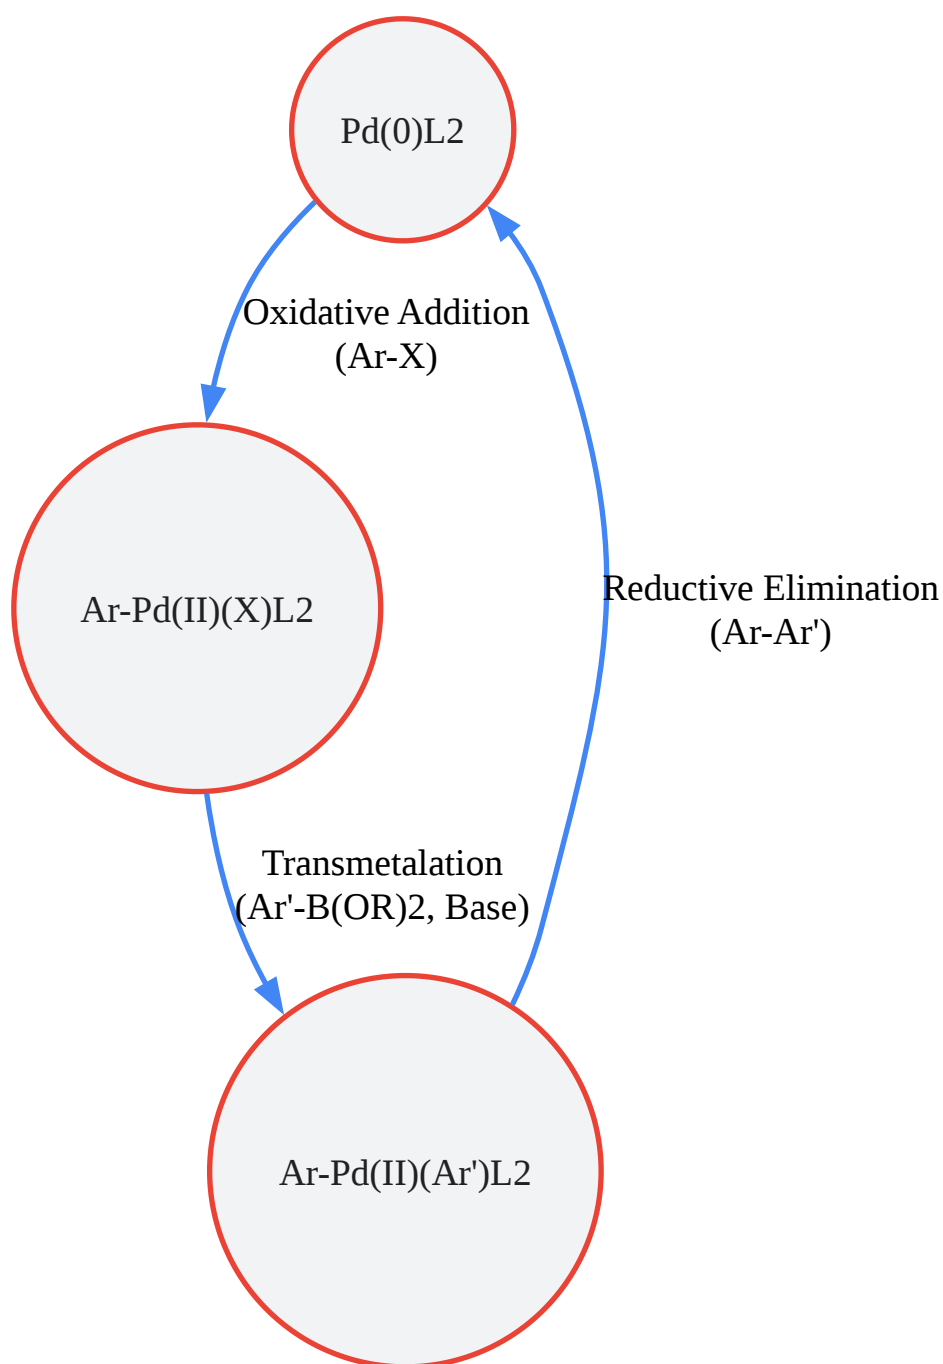 Pd(0)L2
Oxidative Addition
(Ar-X)
Ar-Pd(II)(X)L2
Reductive Elimination
(Ar-Ar')
Transmetalation
(Ar'-B(OR)2, Base)
Ar-Pd(II)(Ar')L2